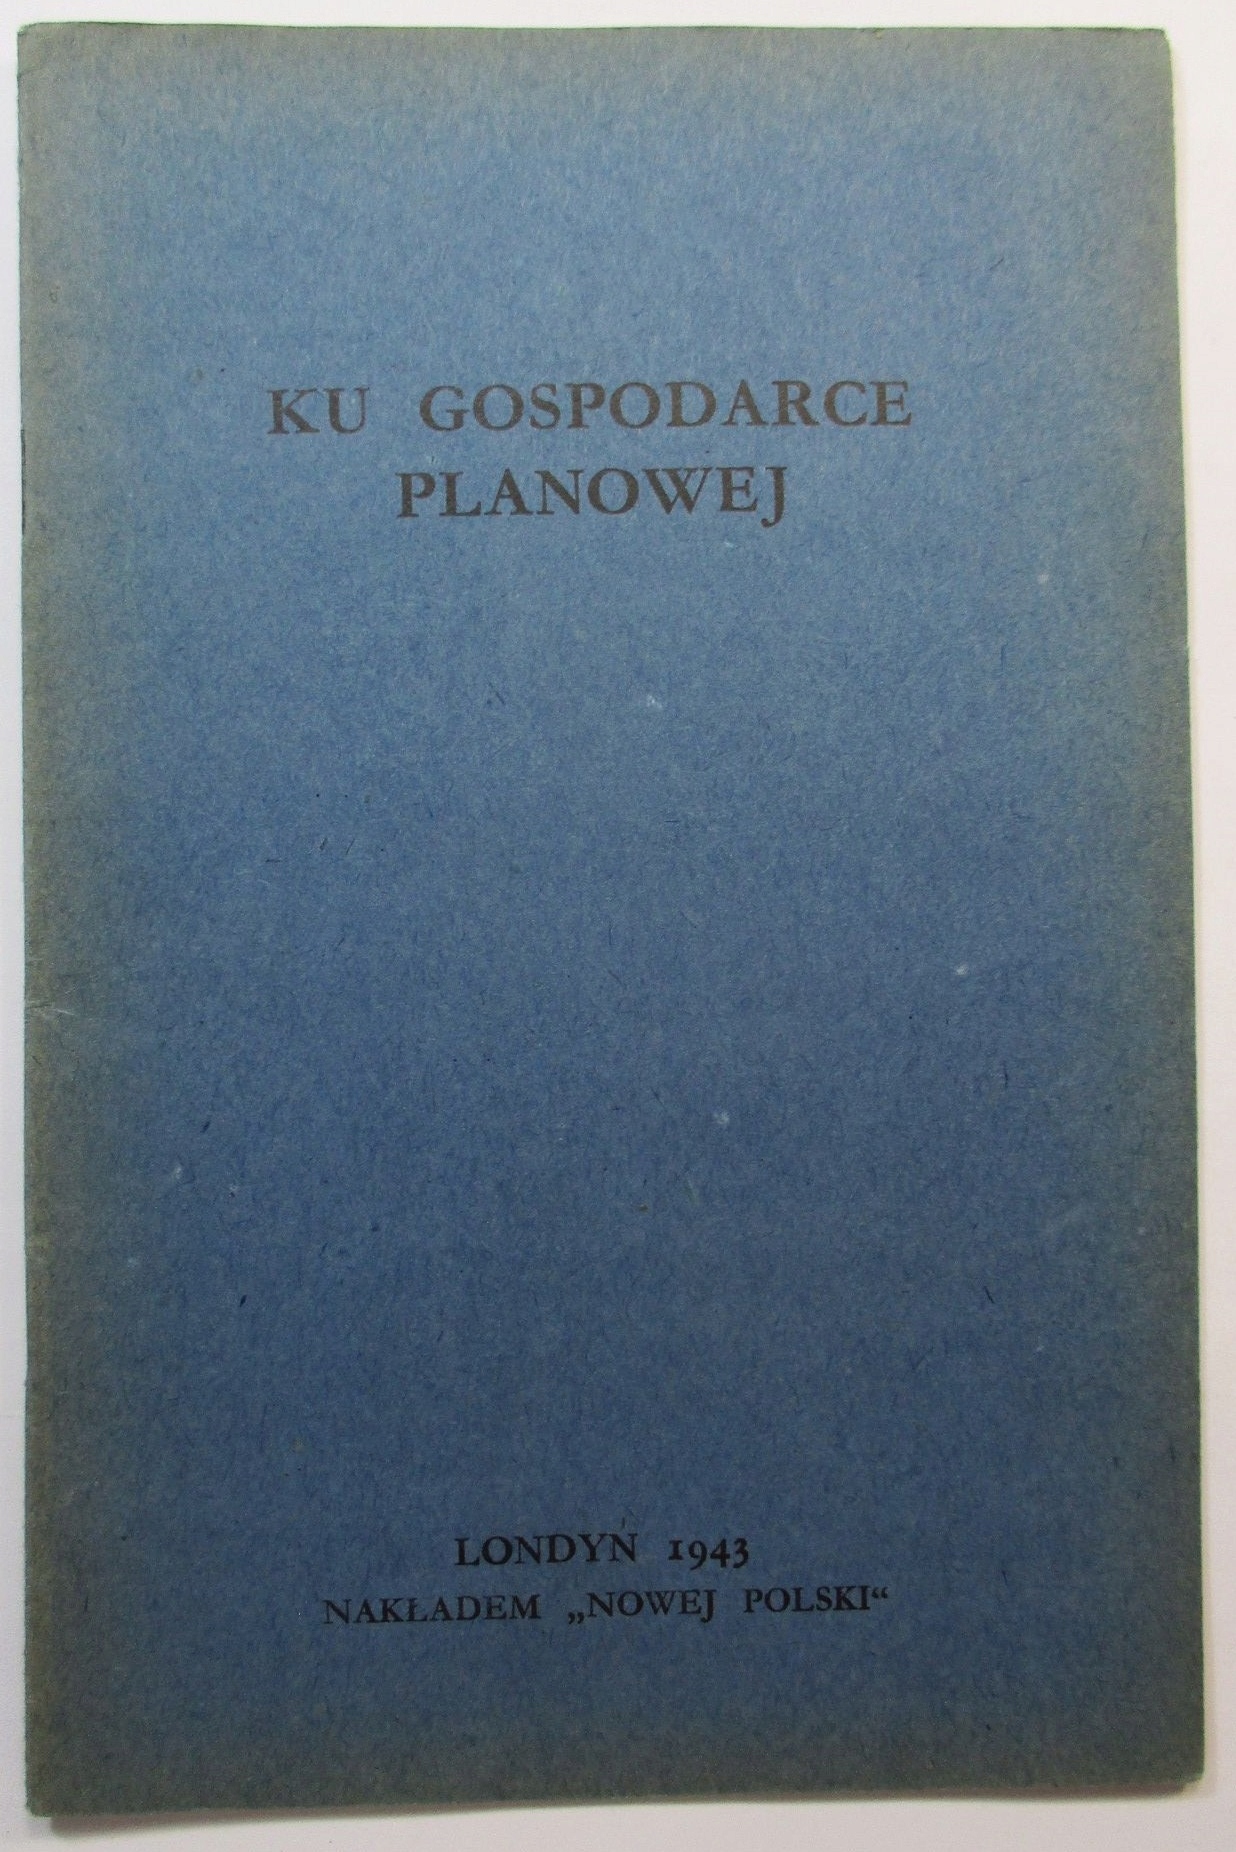 KU GOSPODARCE
PLANOWEJ
LONDYN 1943
NAKŁADEM „NOWEJ POLSKI“